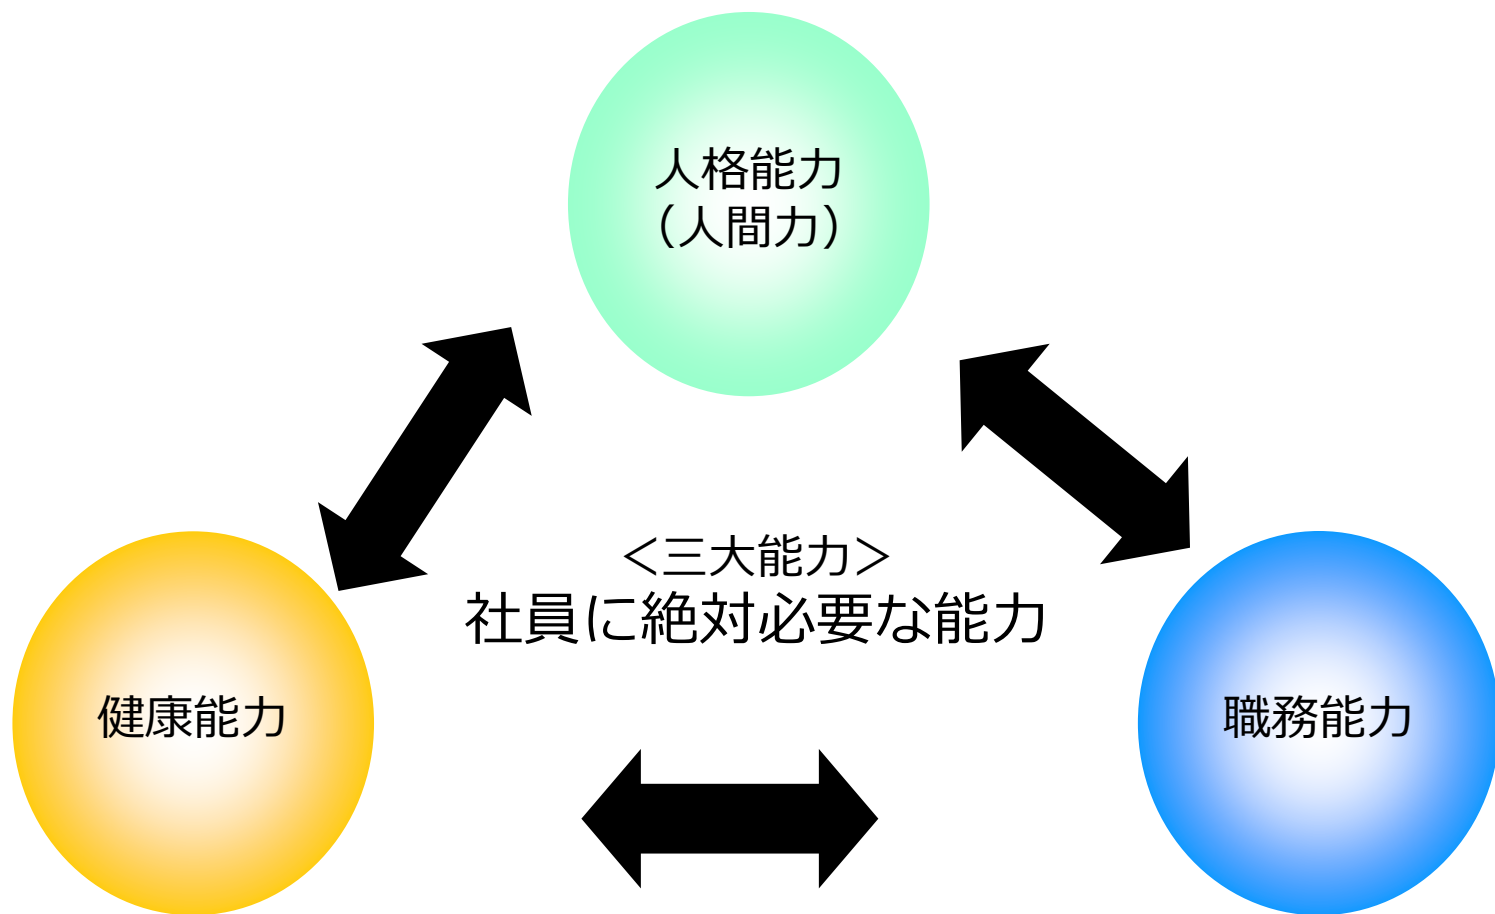 人格能力
（人間力）
＜三大能力＞
社員に絶対必要な能力
健康能力
職務能力